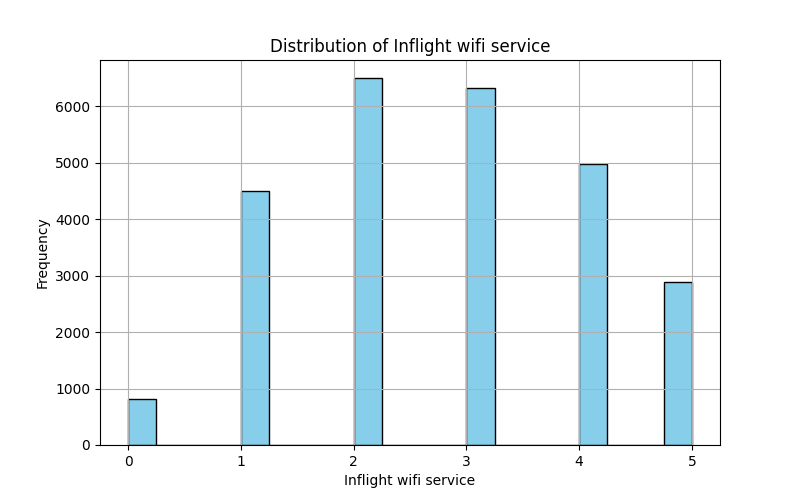 Distribution of Inflight wifi service
6000
5000
4000
3000
2000
1000
0
Frequency
0 1 2 3 4 5
Inflight wifi service